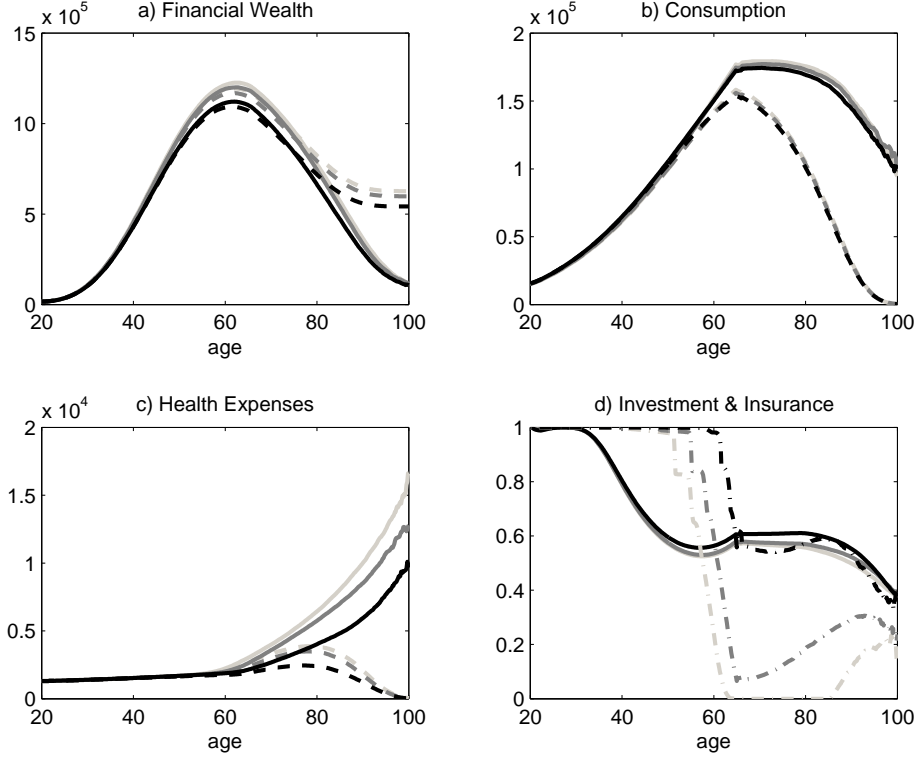 a) Financial Wealth
x 10^5
15
10
5
0
20 40 60 80 100
age
b) Consumption
x 10^5
2
1.5
1
0.5
0
20 40 60 80 100
age
c) Health Expenses
x 10^4
2
1.5
1
0.5
0
20 40 60 80 100
age
d) Investment & Insurance
1
0.8
0.6
0.4
0.2
0
20 40 60 80 100
age